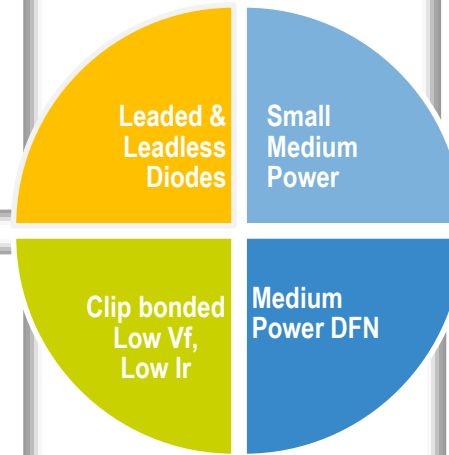 Leaded &
Leadless
Diodes
Small
Medium
Power
Clip bonded
Low Vf,
Low Ir
Medium
Power DFN